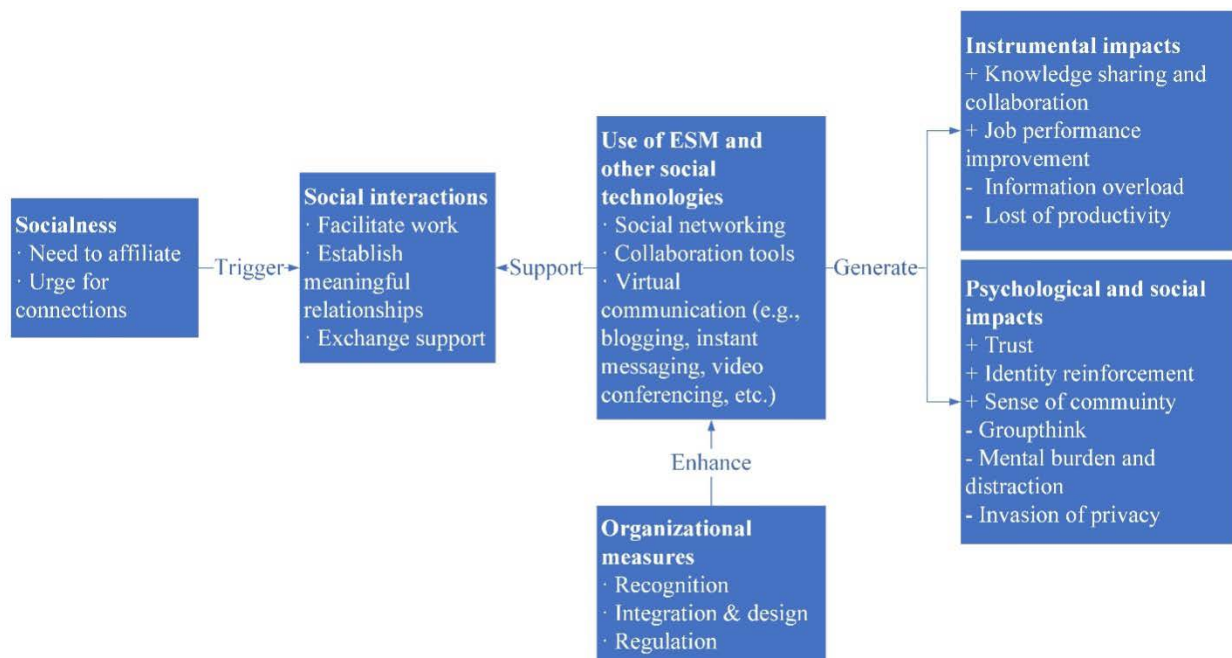 Socialness
· Need to affiliate
· Urge for
connections
Trigger
Social interactions
· Facilitate work
· Establish
meaningful
relationships
· Exchange support
Support
Use of ESM and
other social
technologies
· Social networking
· Collaboration tools
· Virtual
communication (e.g.,
blogging, instant
messaging, video
conferencing, etc.)
Generate
Instrumental impacts
+ Knowledge sharing and
collaboration
+ Job performance
improvement
- Information overload
- Lost of productivity
Psychological and social
impacts
+ Trust
+ Identity reinforcement
+ Sense of commuinty
- Groupthink
- Mental burden and
distraction
- Invasion of privacy
Enhance
Organizational
measures
· Recognition
· Integration & design
· Regulation